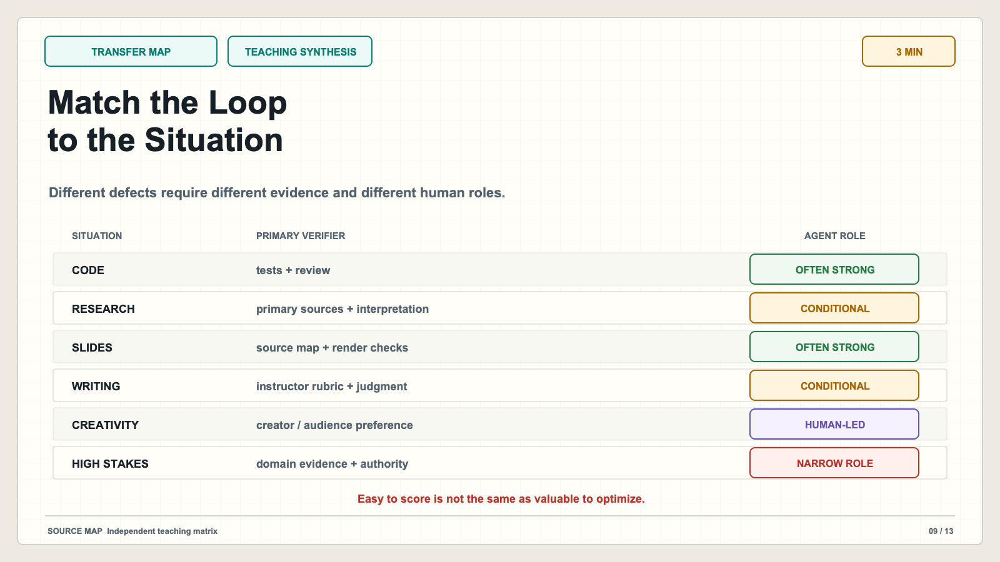 TRANSFER MAP
TEACHING SYNTHESIS
3 MIN
Match the Loop
to the Situation
Different defects require different evidence and different human roles.
SITUATION PRIMARY VERIFIER AGENT ROLE
CODE tests + review OFTEN STRONG
RESEARCH primary sources + interpretation CONDITIONAL
SLIDES source map + render checks OFTEN STRONG
WRITING instructor rubric + judgment CONDITIONAL
CREATIVITY creator / audience preference HUMAN-LED
HIGH STAKES domain evidence + authority NARROW ROLE
Easy to score is not the same as valuable to optimize.
SOURCE MAP Independent teaching matrix
09 / 13